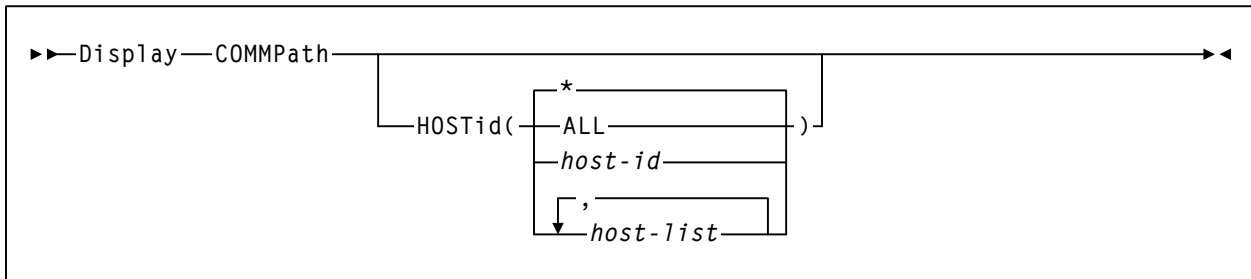 Display COMMPath
*
HOSTid( ALL )
host-id
,
host-list